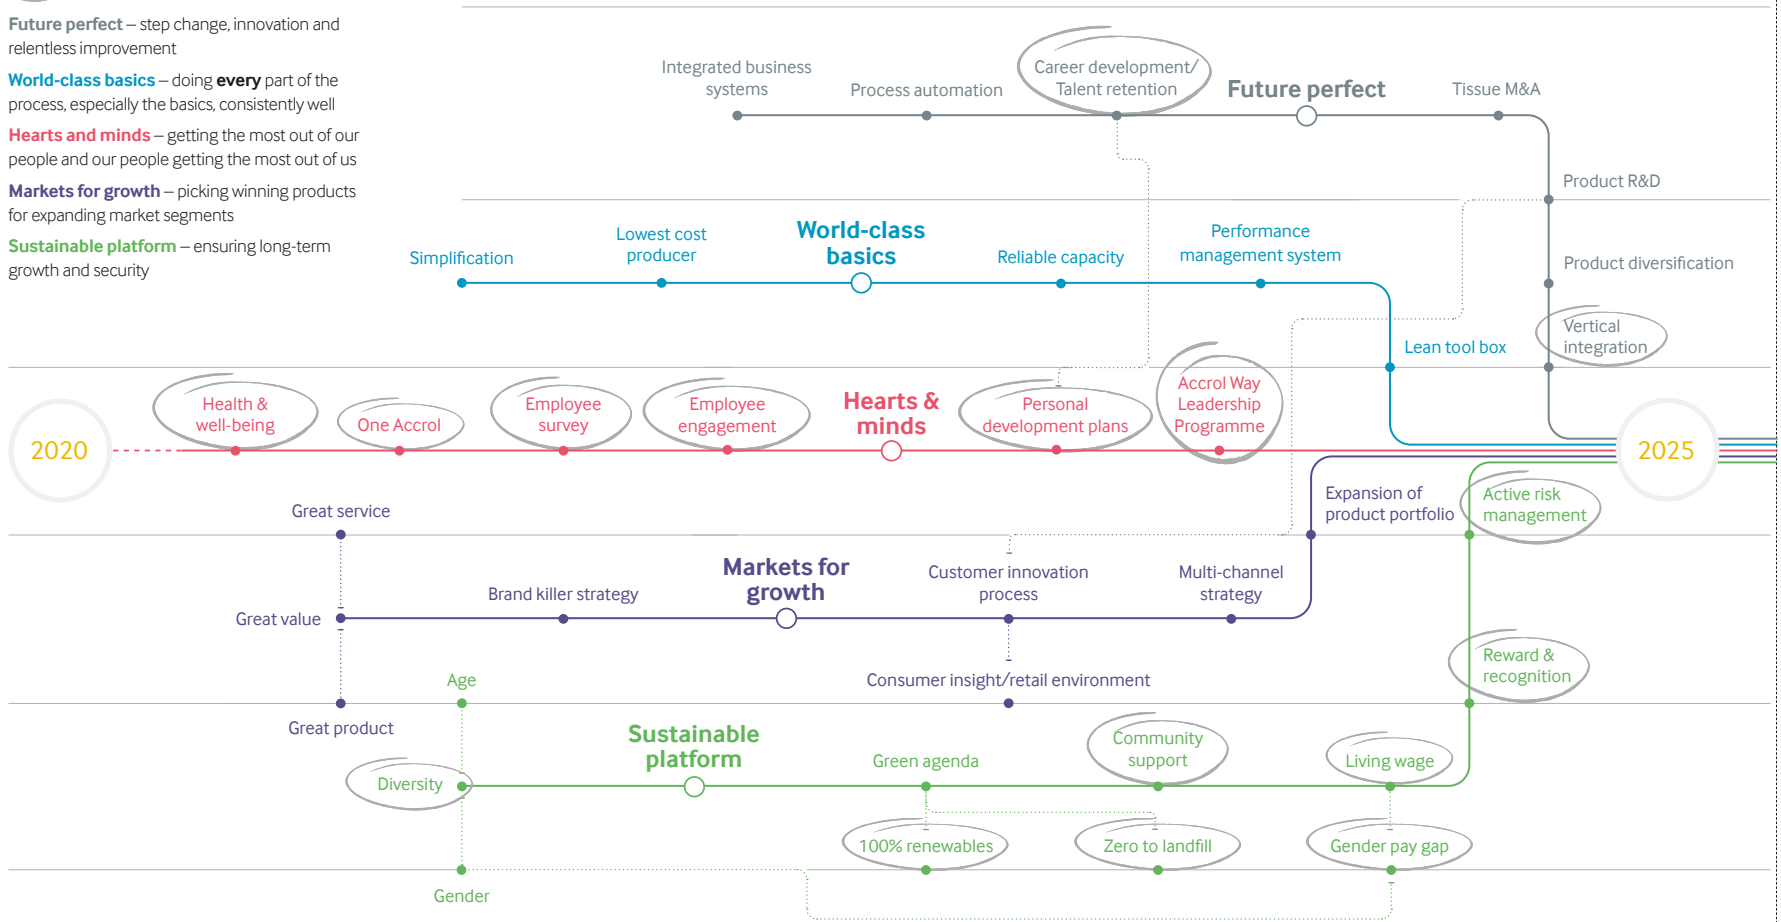 Future perfect – step change, innovation and
relentless improvement
World-class basics – doing every part of the
process, especially the basics, consistently well
Hearts and minds – getting the most out of our
people and our people getting the most out of us
Markets for growth – picking winning products
for expanding market segments
Sustainable platform – ensuring long-term
growth and security
Integrated business
systems
Process automation
Career development/
Talent retention
Future perfect
Tissue M&A
Product R&D
Product diversification
Vertical
integration
Simplification
Lowest cost
producer
World-class
basics
Reliable capacity
Performance
management system
Lean tool box
2020
Health &
well-being
One Accrol
Employee
survey
Employee
engagement
Hearts &
minds
Personal
development plans
Accrol Way
Leadership
Programme
2025
Great service
Great value
Great product
Brand killer strategy
Markets for
growth
Customer innovation
process
Consumer insight/retail environment
Multi-channel
strategy
Expansion of
product portfolio
Active risk
management
Reward &
recognition
Age
Diversity
Gender
Sustainable
platform
Green agenda
100% renewables
Community
support
Zero to landfill
Living wage
Gender pay gap